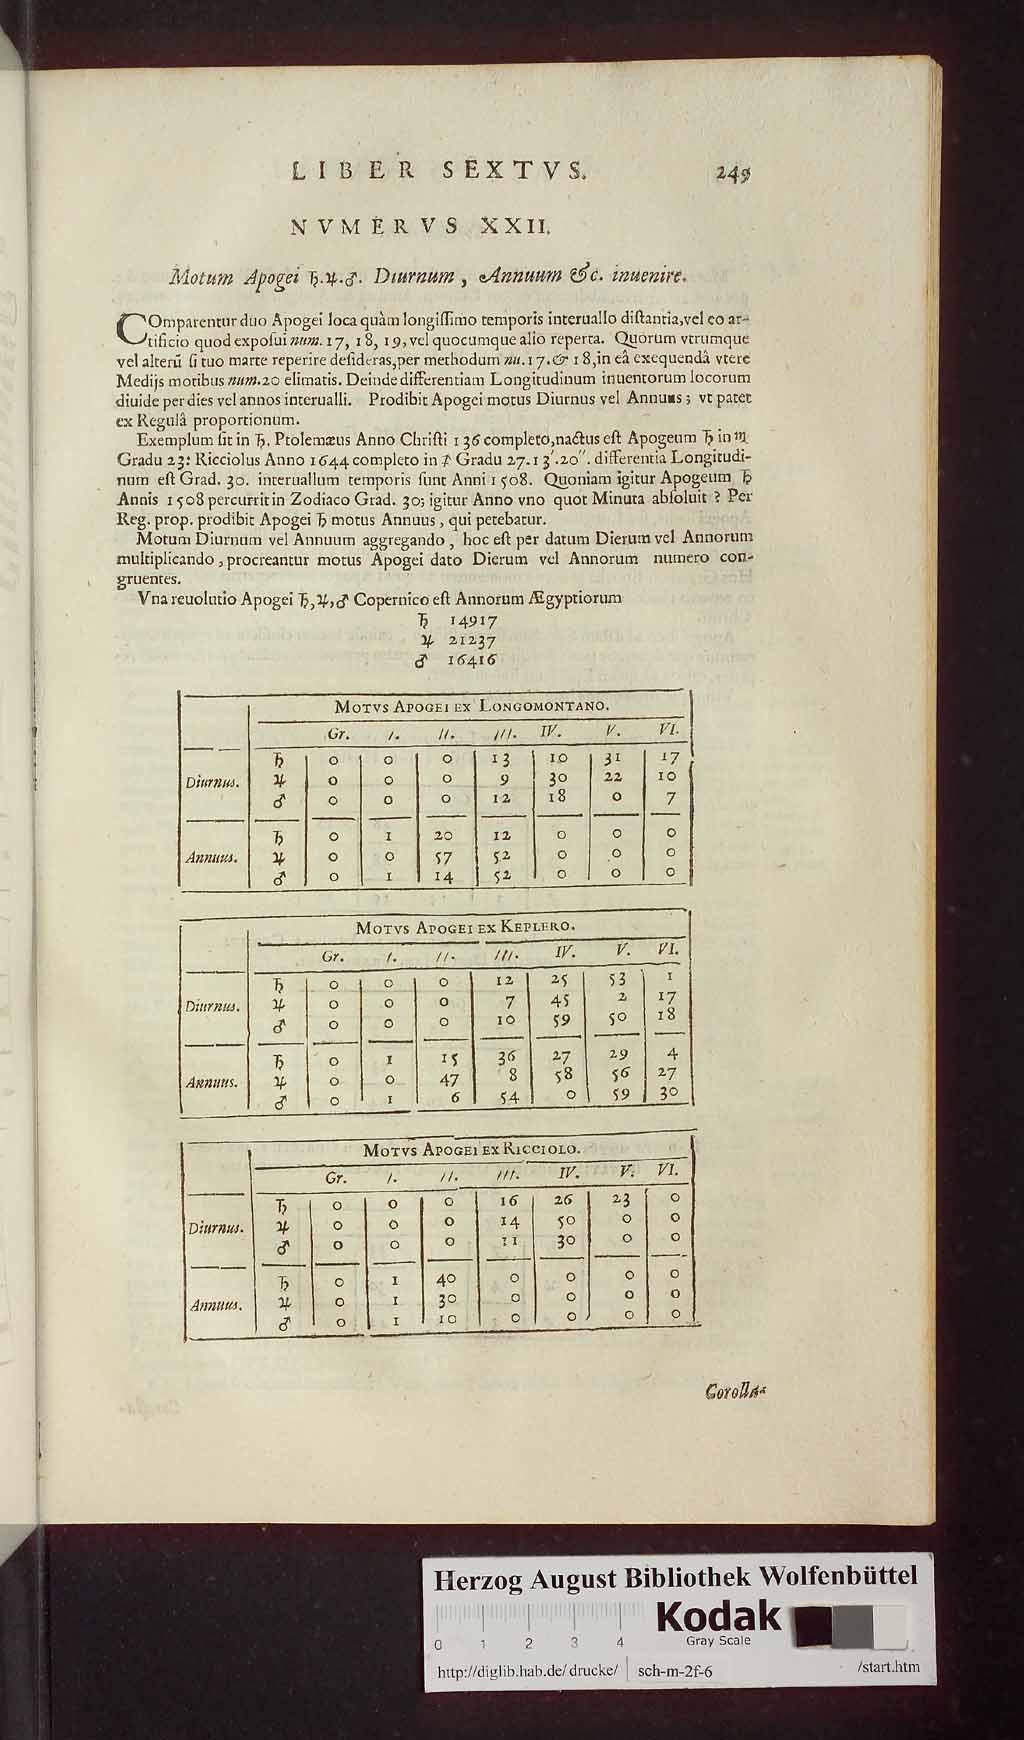 LIBER SEXTVS. 249
NVMERVS XXII.
Motum Apogei ♄.♃.♂. Diurnum, Annuum &c. inuenire.
COmparentur duo Apogei loca quàm longiſſimo temporis interuallo diſtantia, vel eo ar-
tificio quod expoſui num. 17, 18, 19, vel quocumque alio reperta. Quorum vtrumque
vel alterũ ſi tuo marte reperire deſideras, per methodum nu. 17. & 18, in eâ exequendâ vtere
Medijs motibus num. 20 elimatis. Deinde differentiam Longitudinum inuentorum locorum
diuide per dies vel annos interualli. Prodibit Apogei motus Diurnus vel Annuus; vt patet
ex Regulâ proportionum.
Exemplum ſit in ♄. Ptolemæus Anno Chriſti 136 completo, nactus eſt Apogeum ♄ in ♏
Gradu 23: Ricciolus Anno 1644 completo in ♐ Gradu 27.13′.20″. differentia Longitudi-
num eſt Grad. 30. interuallum temporis ſunt Anni 1508. Quoniam igitur Apogeum ♄
Annis 1508 percurrit in Zodiaco Grad. 30; igitur Anno vno quot Minuta abſoluit? Per
Reg. prop. prodibit Apogei ♄ motus Annuus, qui petebatur.
Motum Diurnum vel Annuum aggregando, hoc eſt per datum Dierum vel Annorum
multiplicando, procreantur motus Apogei dato Dierum vel Annorum numero con-
gruentes.
Vna reuolutio Apogei ♄,♃,♂ Copernico eſt Annorum Ægyptiorum
♄ 14917
♃ 21237
♂ 16416
MOTVS APOGEI EX LONGOMONTANO.
Gr. I. II. III. IV. V. VI.
♄ 0 0 0 13 10 31 17
Diurnus. ♃ 0 0 0 9 30 22 10
♂ 0 0 0 12 18 0 7
♄ 0 1 20 12 0 0 0
Annuus. ♃ 0 0 57 52 0 0 0
♂ 0 1 14 52 0 0 0
MOTVS APOGEI EX KEPLERO.
Gr. I. II. III. IV. V. VI.
♄ 0 0 0 12 25 53 1
Diurnus. ♃ 0 0 0 7 45 2 17
♂ 0 0 0 10 59 50 18
♄ 0 1 15 36 27 29 4
Annuus. ♃ 0 0 47 8 58 56 27
♂ 0 1 6 54 0 59 30
MOTVS APOGEI EX RICCIOLO.
Gr. I. II. III. IV. V. VI.
♄ 0 0 0 16 26 23 0
Diurnus. ♃ 0 0 0 14 50 0 0
♂ 0 0 0 11 30 0 0
♄ 0 1 40 0 0 0 0
Annuus. ♃ 0 1 30 0 0 0 0
♂ 0 1 10 0 0 0 0
Corolla-
Herzog August Bibliothek Wolfenbüttel
Kodak
0 1 2 3 4 Gray Scale
http://diglib.hab.de/drucke/ sch-m-2f-6 /start.htm